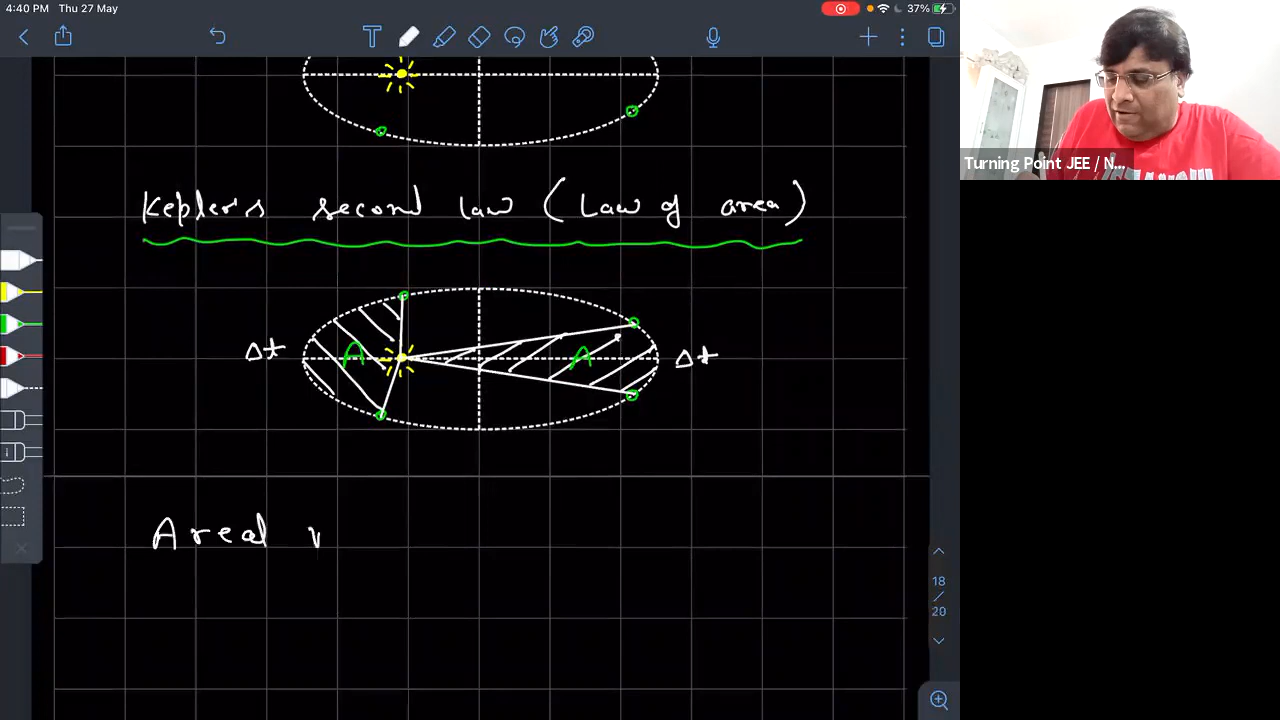 4:40 PM Thu 27 May
37%
Turning Point JEE / N...
Kepler's second law (Law of area)
Δt A A Δt
Areal v
18
/
20